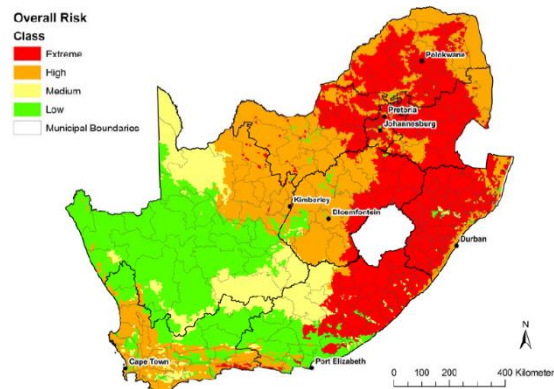 Overall Risk
Class
Extreme
High
Medium
Low
Municipal Boundaries
Polokwane
Pretoria
Johannesburg
Kimberley
Bloemfontein
Durban
Cape Town
Port Elizabeth
N
0 100 200 400 Kilometer